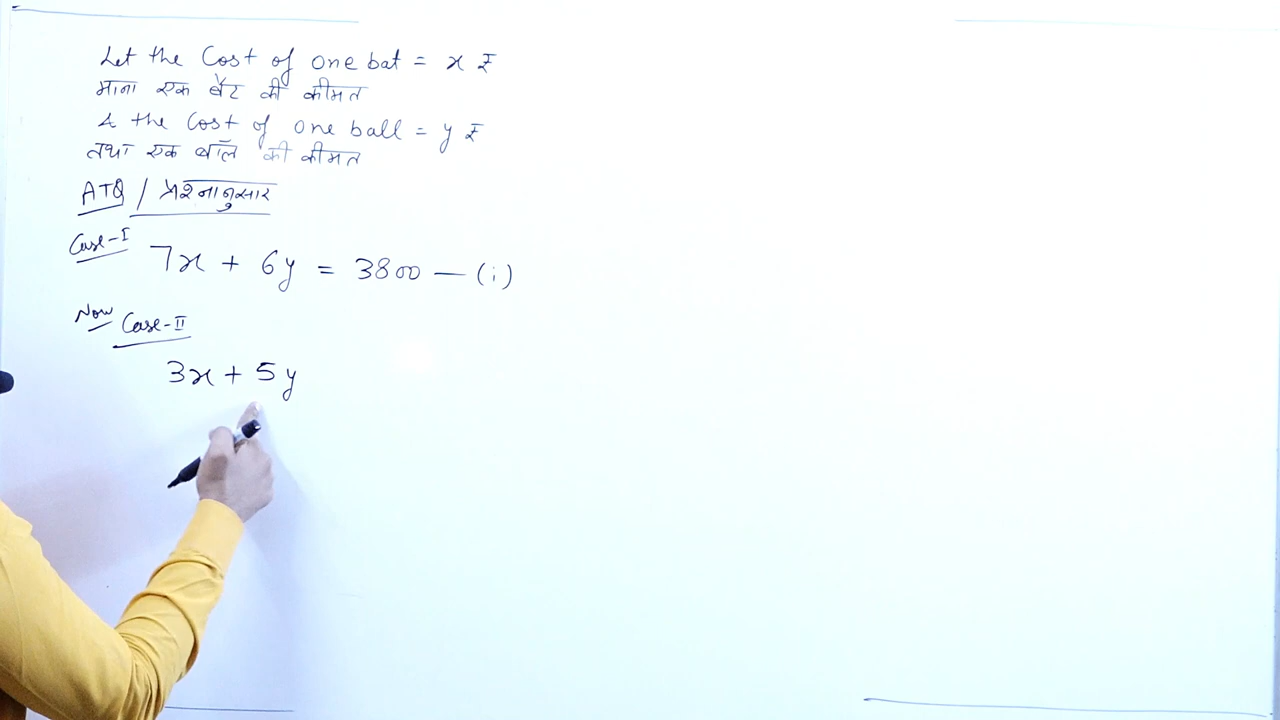 Let the Cost of one bat = x ₹
माना एक बैट की कीमत
& the Cost of one ball = y ₹
तथा एक बॉल की कीमत
ATQ / प्रश्नानुसार
Case-I 7x + 6y = 3800 — (i)
Now Case-II
3x + 5y